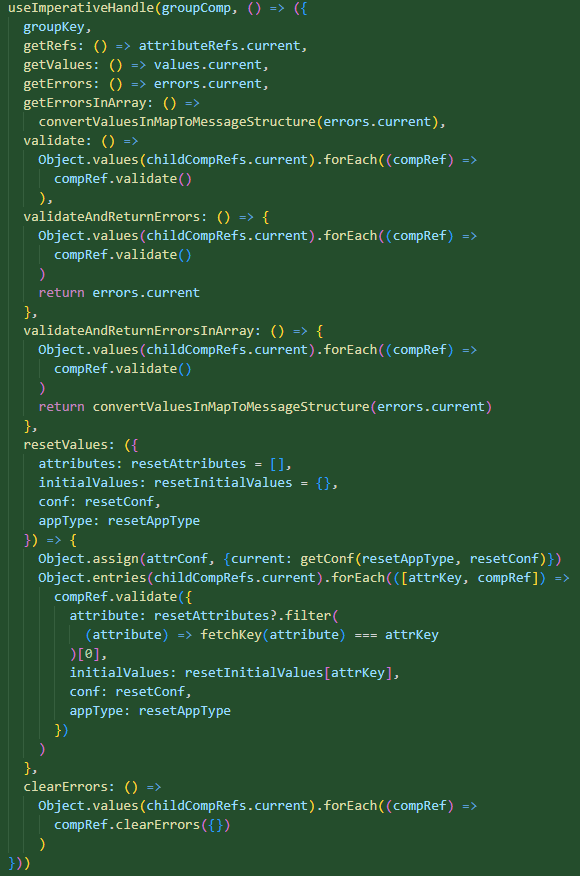 useImperativeHandle(groupComp, () => ({
groupKey,
getRefs: () => attributeRefs.current,
getValues: () => values.current,
getErrors: () => errors.current,
getErrorsInArray: () =>
convertValuesInMapToMessageStructure(errors.current),
validate: () =>
Object.values(childCompRefs.current).forEach((compRef) =>
compRef.validate()
),
validateAndReturnErrors: () => {
Object.values(childCompRefs.current).forEach((compRef) =>
compRef.validate()
)
return errors.current
},
validateAndReturnErrorsInArray: () => {
Object.values(childCompRefs.current).forEach((compRef) =>
compRef.validate()
)
return convertValuesInMapToMessageStructure(errors.current)
},
resetValues: ({
attributes: resetAttributes = [],
initialValues: resetInitialValues = {},
conf: resetConf,
appType: resetAppType
}) => {
Object.assign(attrConf, {current: getConf(resetAppType, resetConf)})
Object.entries(childCompRefs.current).forEach(([attrKey, compRef]) =>
compRef.validate({
attribute: resetAttributes?.filter(
(attribute) => fetchKey(attribute) === attrKey
)[0],
initialValues: resetInitialValues[attrKey],
conf: resetConf,
appType: resetAppType
})
)
},
clearErrors: () =>
Object.values(childCompRefs.current).forEach((compRef) =>
compRef.clearErrors({})
)
}))